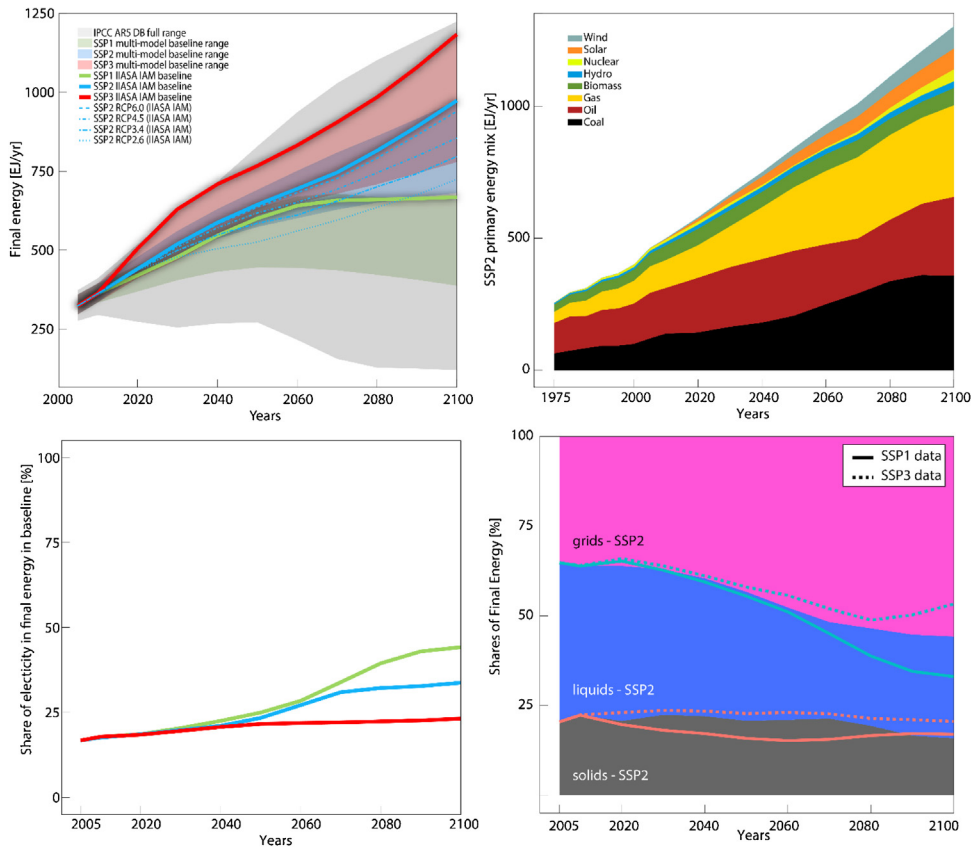 1250
1000
750
500
250
Final energy [EJ/yr]
IPCC AR5 DB full range
SSP1 multi-model baseline range
SSP2 multi-model baseline range
SSP3 multi-model baseline range
SSP1 IIASA IAM baseline
SSP2 IIASA IAM baseline
SSP3 IIASA IAM baseline
SSP2 RCP6.0 (IIASA IAM)
SSP2 RCP4.5 (IIASA IAM)
SSP2 RCP3.4 (IIASA IAM)
SSP2 RCP2.6 (IIASA IAM)
2000 2020 2040 2060 2080 2100
Years
SSP2 primary energy mix [EJ/yr]
1000
500
0
Wind
Solar
Nuclear
Hydro
Biomass
Gas
Oil
Coal
1975 2000 2020 2040 2060 2080 2100
Years
Share of electicity in final energy in baseline [%]
100
75
50
25
0
2005 2020 2040 2060 2080 2100
Years
Shares of Final Energy [%]
100
75
50
25
SSP1 data
SSP3 data
grids - SSP2
liquids - SSP2
solids - SSP2
2005 2020 2040 2060 2080 2100
Years